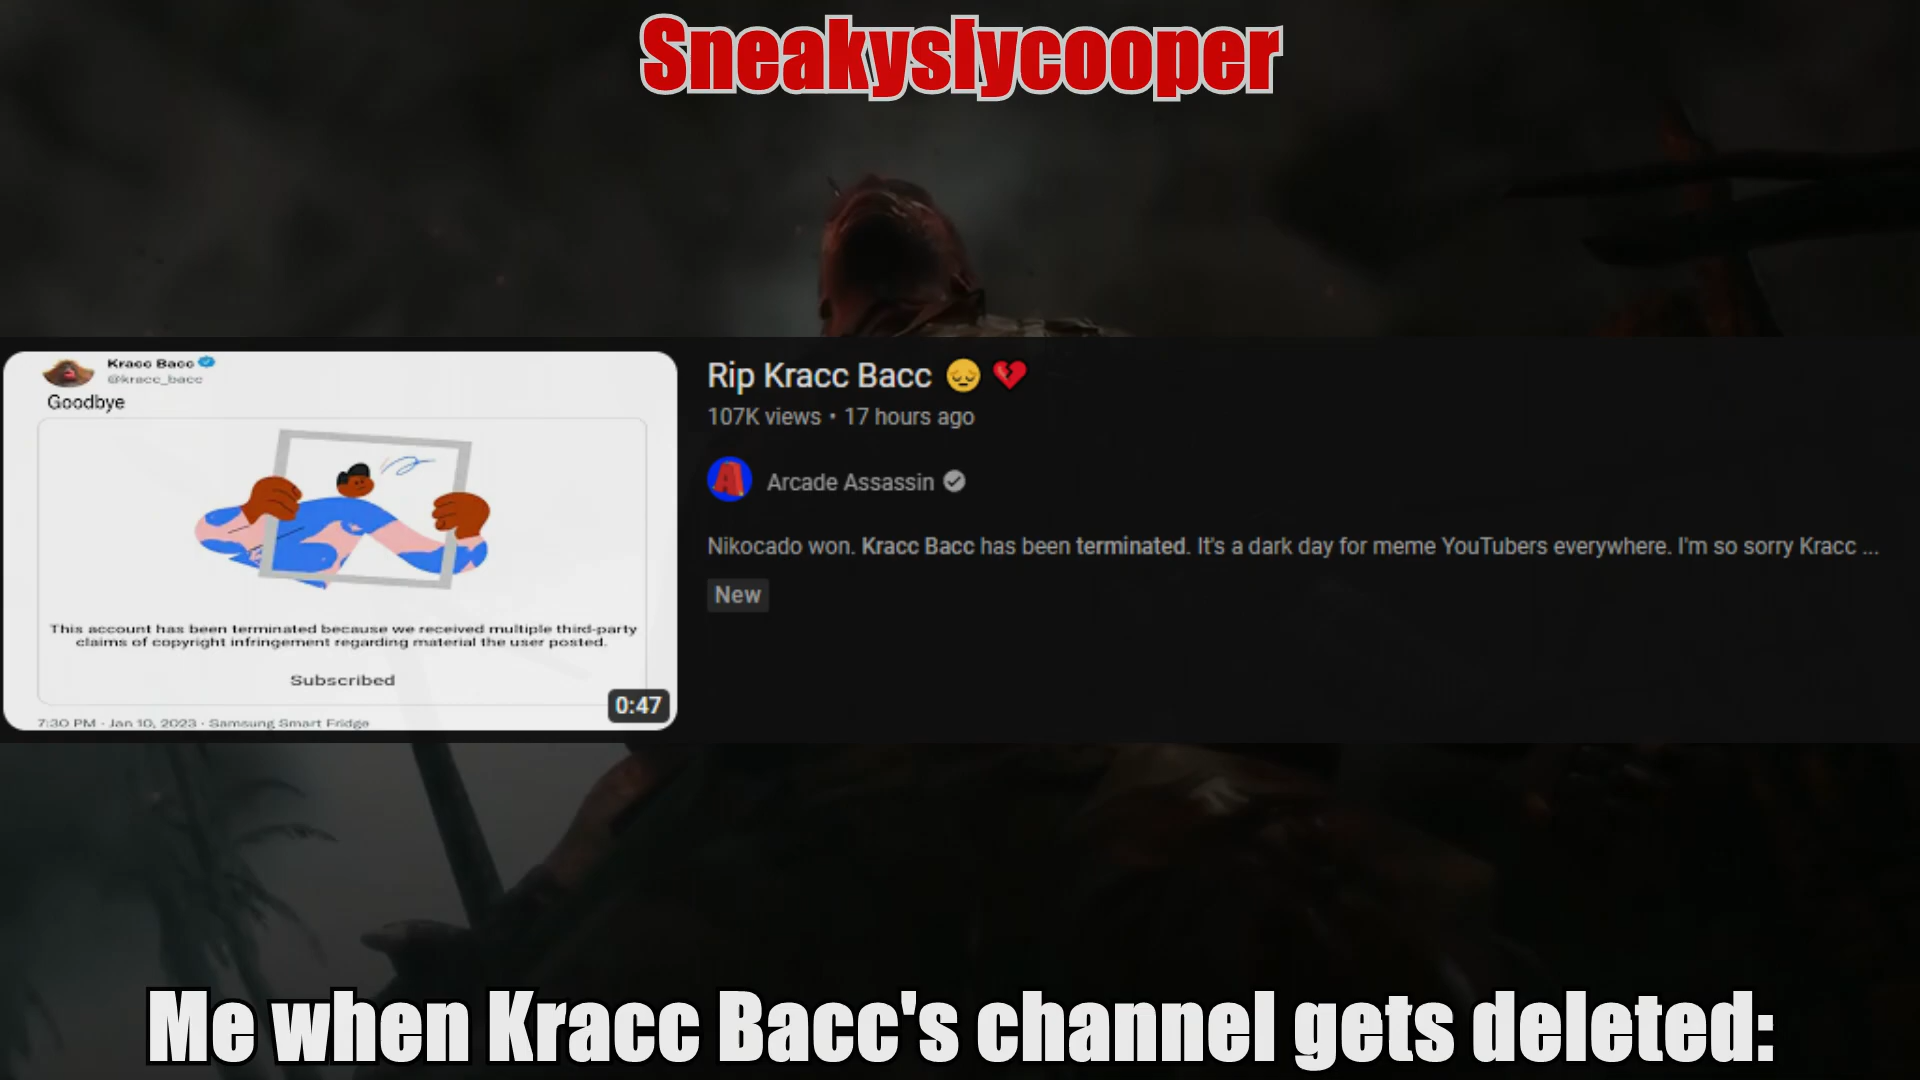 Sneakyslycooper
Kracc Bacc
@kracc_bacc
Goodbye
This account has been terminated because we received multiple third-party
claims of copyright infringement regarding material the user posted.
Subscribed
7:30 PM · Jan 10, 2023 · Samsung Smart Fridge
0:47
Rip Kracc Bacc 😔 💔
107K views • 17 hours ago
A
Arcade Assassin
Nikocado won. Kracc Bacc has been terminated. It's a dark day for meme YouTubers everywhere. I'm so sorry Kracc ...
New
Me when Kracc Bacc's channel gets deleted: